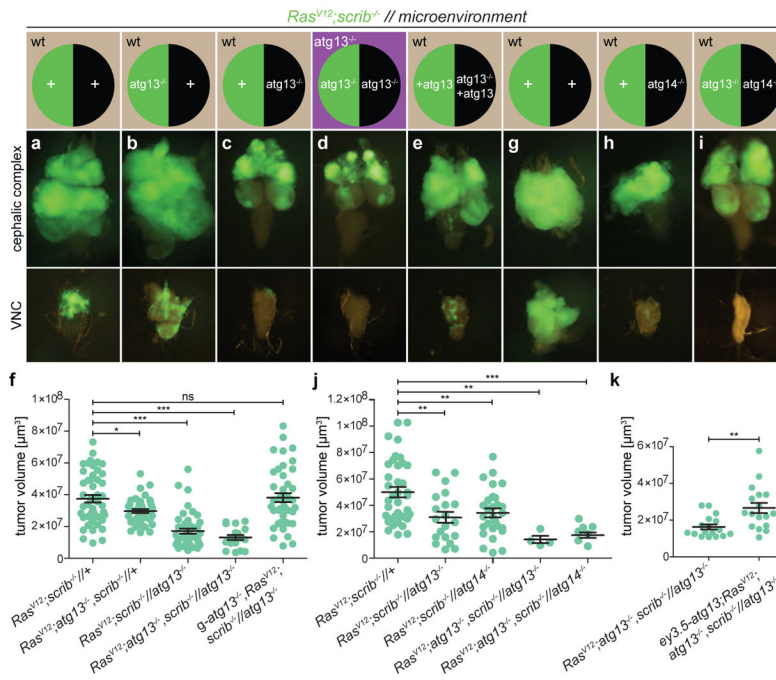 Ras^V12;scrib^-/- // microenvironment
wt wt wt atg13^-/- wt wt wt wt
+ + atg13^-/- + + atg13^-/- atg13^-/- atg13^-/- +atg13 atg13^-/- +atg13 + + + atg14^-/- atg13^-/- atg14^-/-
cephalic complex
a b c d e g h i
VNC
f
tumor volume [µm³]
1×10⁸
8×10⁷
6×10⁷
4×10⁷
2×10⁷
0
ns
***
***
*
Ras^V12;scrib^-/-//+
Ras^V12;atg13^-/-,scrib^-/-//+
Ras^V12;scrib^-/-//atg13^-/-
Ras^V12;atg13^-/-,scrib^-/-//atg13^-/-
g-atg13^-/-,Ras^V12;
scrib^-/-//atg13^-/-
j
tumor volume [µm³]
1.2×10⁸
1×10⁸
8×10⁷
6×10⁷
4×10⁷
2×10⁷
0
***
**
**
**
Ras^V12;scrib^-/-//+
Ras^V12;scrib^-/-//atg13^-/-
Ras^V12;scrib^-/-//atg14^-/-
Ras^V12;atg13^-/-,scrib^-/-//atg13^-/-
Ras^V12;atg13^-/-,scrib^-/-//atg14^-/-
k
tumor volume [µm³]
6×10⁷
4×10⁷
2×10⁷
0
**
Ras^V12;atg13^-/-,scrib^-/-//atg13^-/-
ey3.5-atg13;Ras^V12;
atg13^-/-,scrib^-/-//atg13^-/-